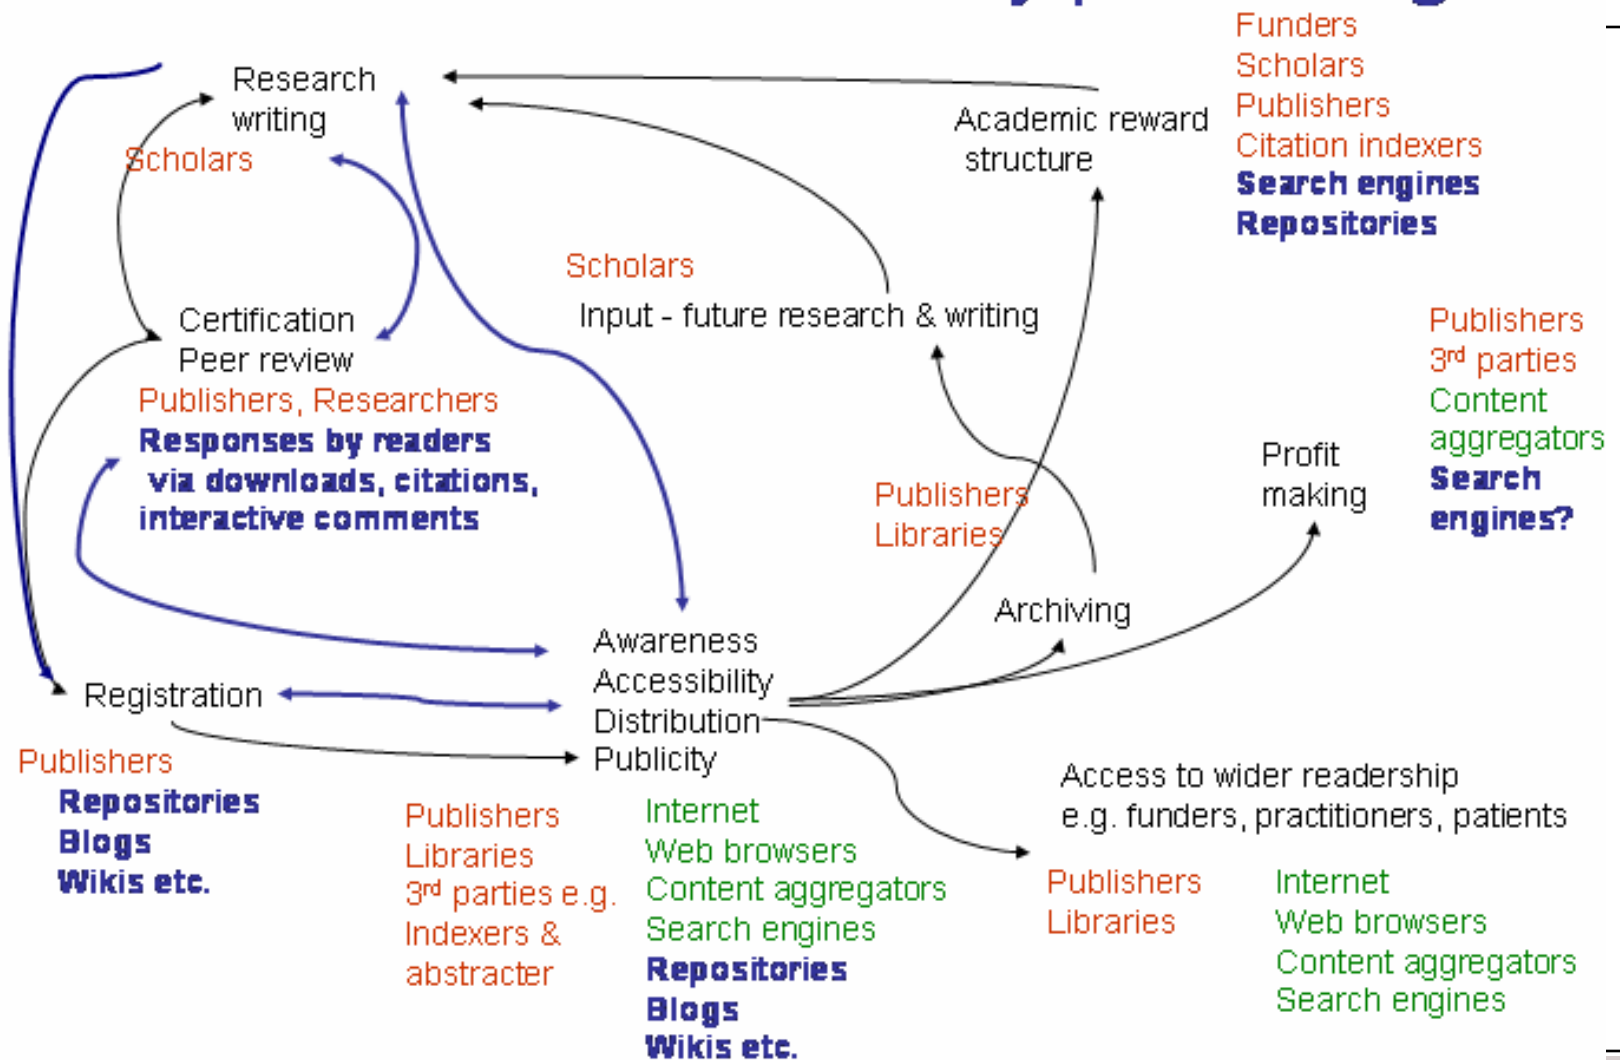 Funders
Scholars
Publishers
Citation indexers
Search engines
Repositories
Research
writing
Scholars
Academic reward
structure
Scholars
Input - future research & writing
Certification
Peer review
Publishers, Researchers
Responses by readers
via downloads, citations,
interactive comments
Publishers
3rd parties
Content
aggregators
Search
engines?
Profit
making
Publishers
Libraries
Archiving
Awareness
Accessibility
Distribution
Publicity
Registration
Publishers
Repositories
Blogs
Wikis etc.
Publishers
Libraries
3rd parties e.g.
Indexers &
abstracter
Internet
Web browsers
Content aggregators
Search engines
Repositories
Blogs
Wikis etc.
Access to wider readership
e.g. funders, practitioners, patients
Publishers
Libraries
Internet
Web browsers
Content aggregators
Search engines